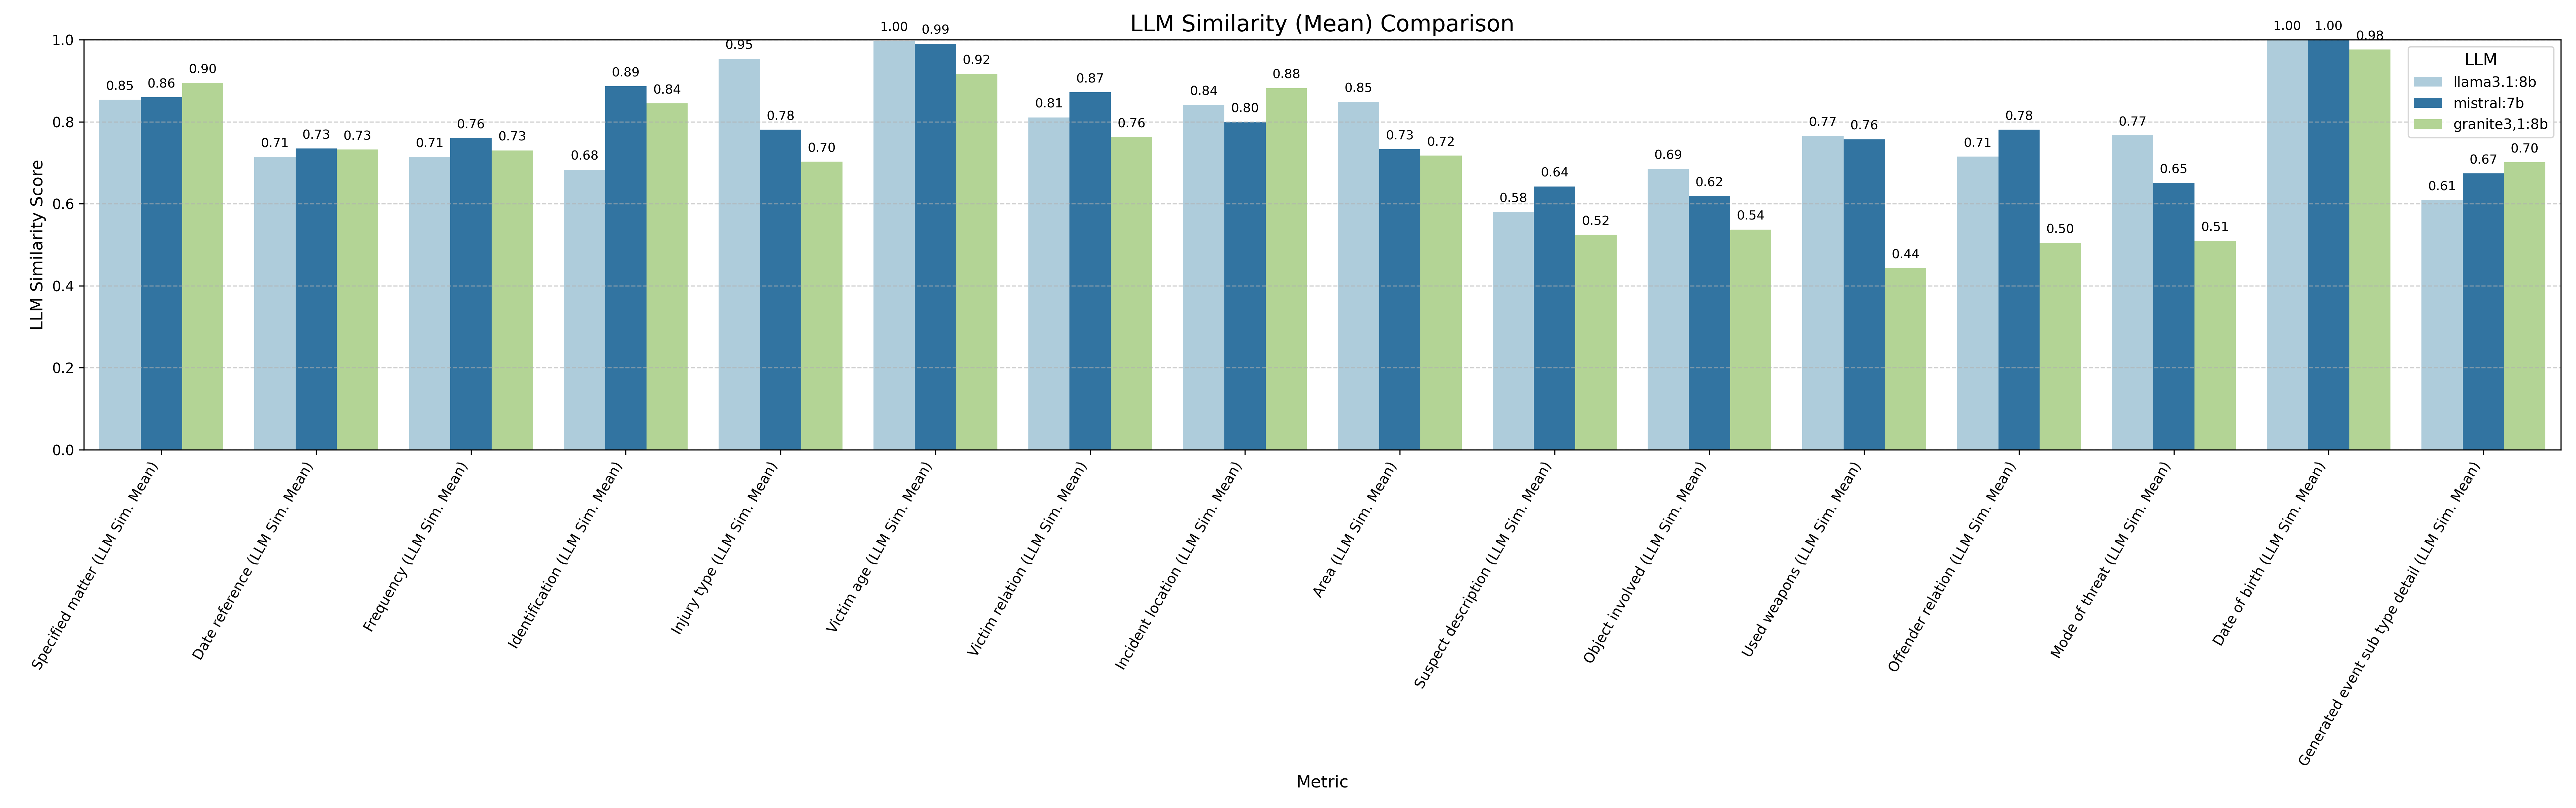 LLM Similarity (Mean) Comparison
LLM Similarity Score
1.0
0.8
0.6
0.4
0.2
0.0
0.85 0.86 0.90
0.71 0.73 0.73
0.71 0.76 0.73
0.68 0.89 0.84
0.95 0.78 0.70
1.00 0.99 0.92
0.81 0.87 0.76
0.84 0.80 0.88
0.85 0.73 0.72
0.58 0.64 0.52
0.69 0.62 0.54
0.77 0.76 0.44
0.71 0.78 0.50
0.77 0.65 0.51
1.00 1.00 0.98
0.61 0.67 0.70
LLM
llama3.1:8b
mistral:7b
granite3,1:8b
Specified matter (LLM Sim. Mean)
Date reference (LLM Sim. Mean)
Frequency (LLM Sim. Mean)
Identification (LLM Sim. Mean)
Injury type (LLM Sim. Mean)
Victim age (LLM Sim. Mean)
Victim relation (LLM Sim. Mean)
Incident location (LLM Sim. Mean)
Area (LLM Sim. Mean)
Suspect description (LLM Sim. Mean)
Object involved (LLM Sim. Mean)
Used weapons (LLM Sim. Mean)
Offender relation (LLM Sim. Mean)
Mode of threat (LLM Sim. Mean)
Date of birth (LLM Sim. Mean)
Generated event sub type detail (LLM Sim. Mean)
Metric